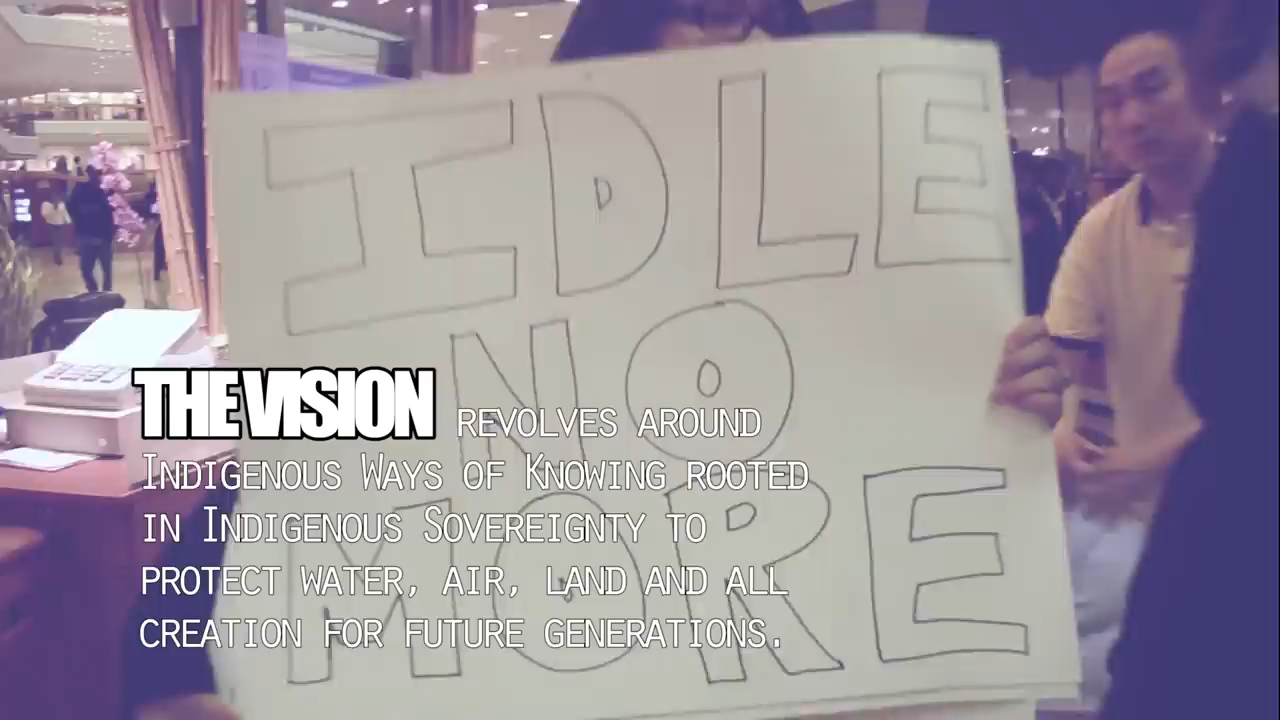 IDLE
NO
MORE
THE VISION REVOLVES AROUND
INDIGENOUS WAYS OF KNOWING ROOTED
IN INDIGENOUS SOVEREIGNTY TO
PROTECT WATER, AIR, LAND AND ALL
CREATION FOR FUTURE GENERATIONS.